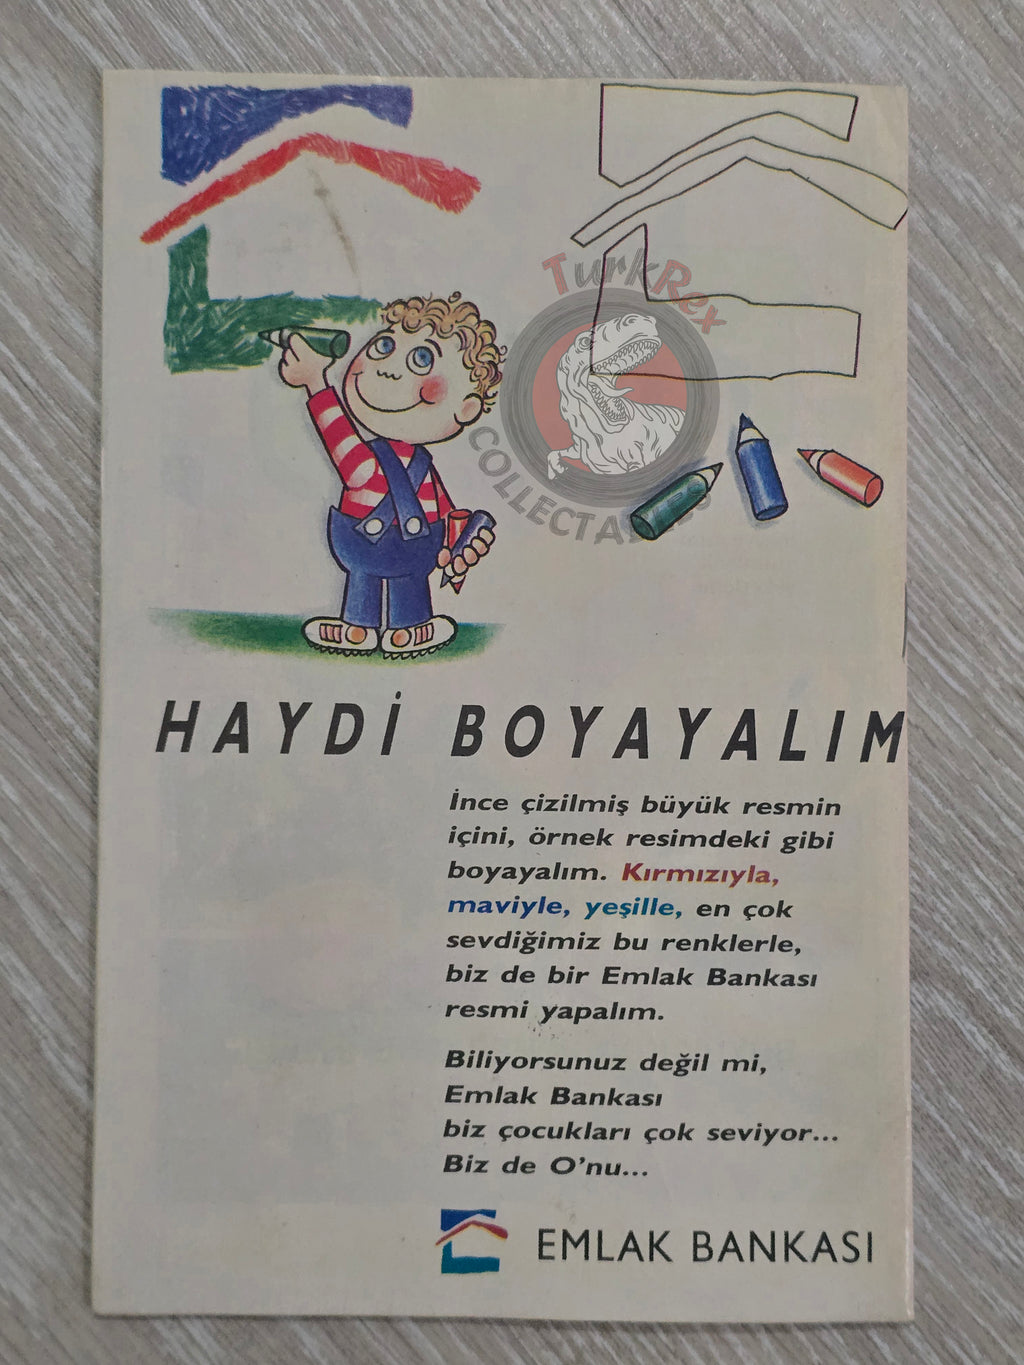 TurkRex
COLLECTABLES
HAYDİ BOYAYALIM
İnce çizilmiş büyük resmin
içini, örnek resimdeki gibi
boyayalım. Kırmızıyla,
maviyle, yeşille, en çok
sevdiğimiz bu renklerle,
biz de bir Emlak Bankası
resmi yapalım.
Biliyorsunuz değil mi,
Emlak Bankası
biz çocukları çok seviyor...
Biz de O'nu...
EMLAK BANKASI